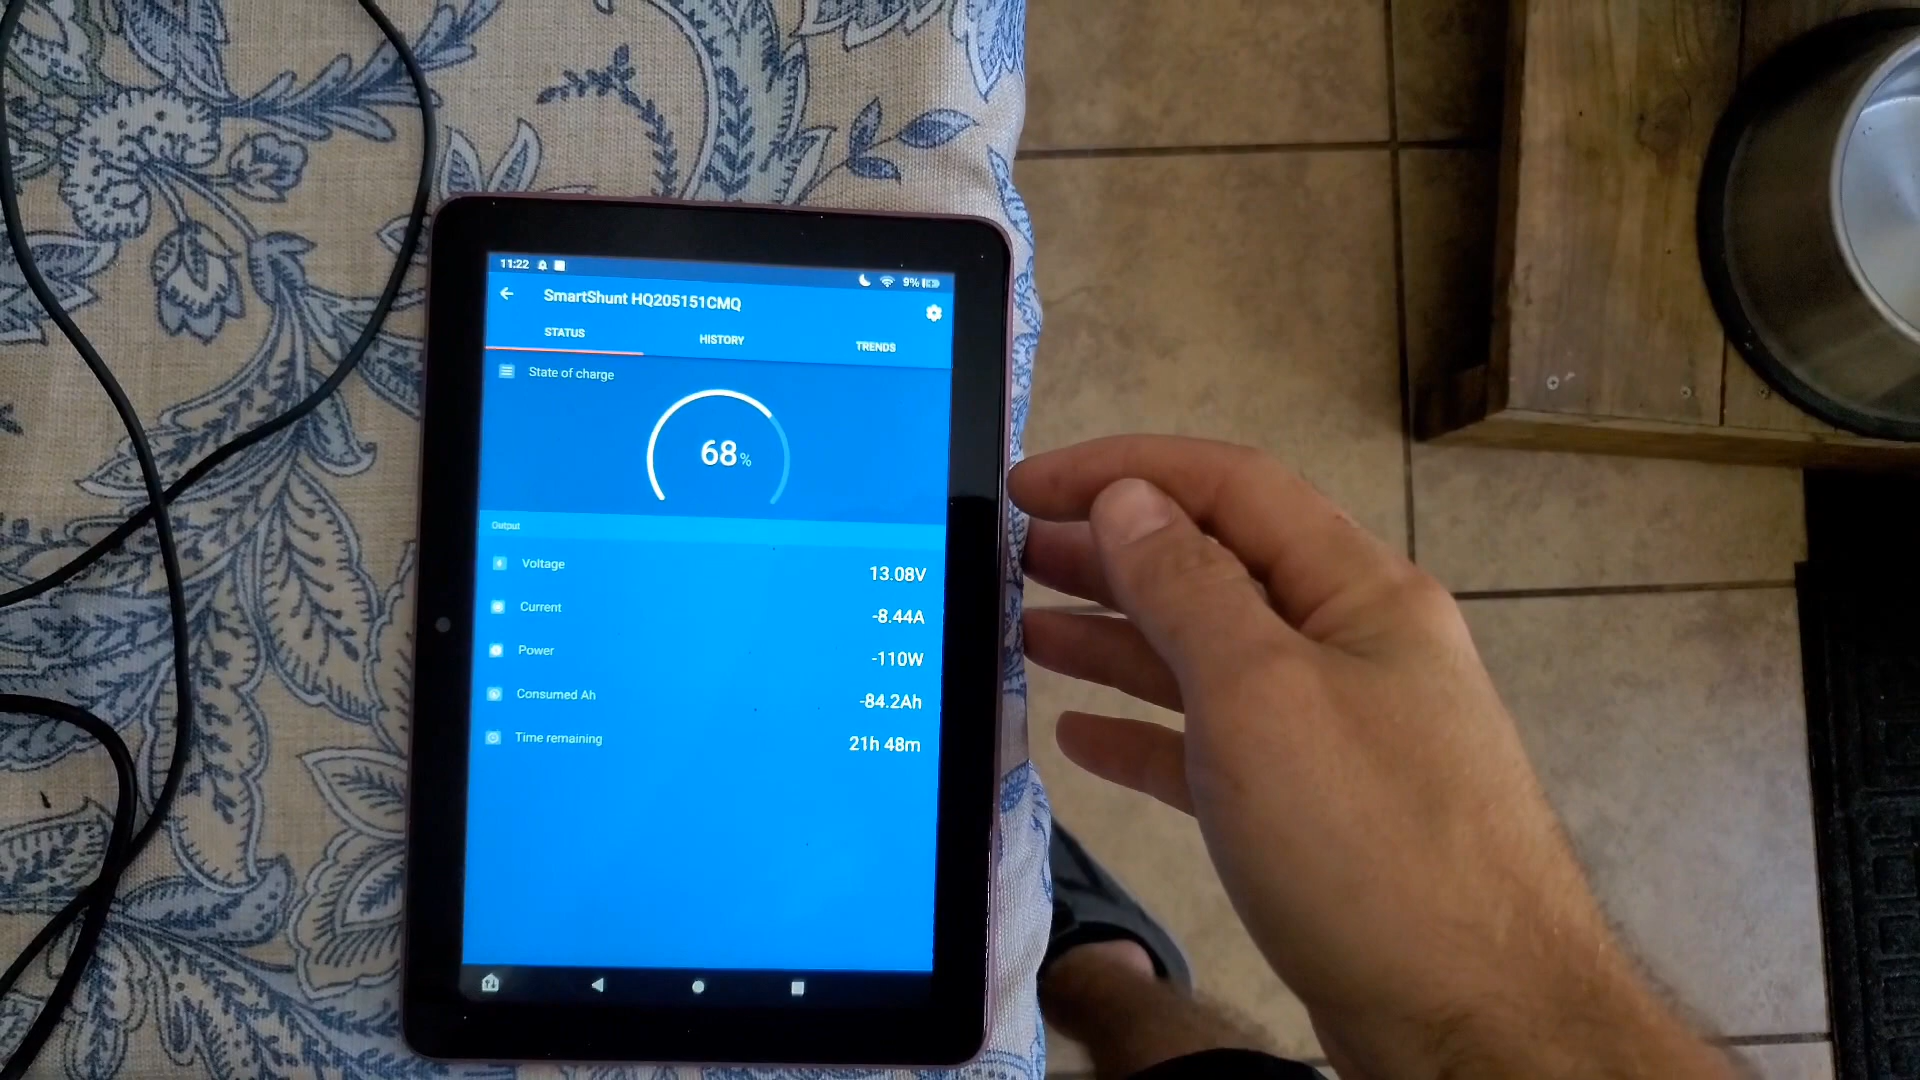 11:22
9%
SmartShunt HQ205151CMQ
STATUS HISTORY TRENDS
State of charge
68%
Output
Voltage 13.08V
Current -8.44A
Power -110W
Consumed Ah -84.2Ah
Time remaining 21h 48m